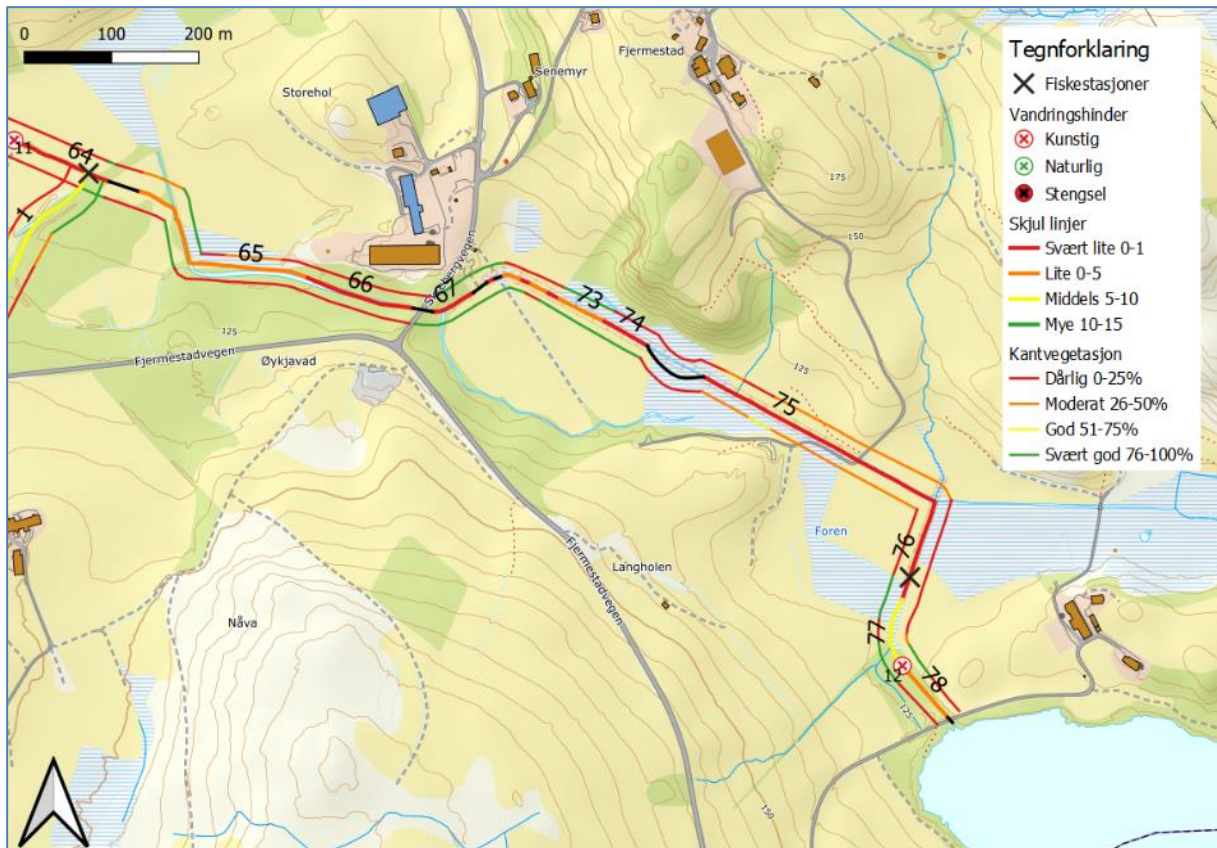 0 100 200 m
Fjermestad
Senemyr
Storehol
175
150
11
64
1
65
66
67
73
74
125
Fjermestadvegen
Øykjavad
125
75
Foren
76
Langholen
Fjermestadvegen
Nåva
77
12
78
125
150
Tegnforklaring
Fiskestasjoner
Vandringshinder
Kunstig
Naturlig
Stengsel
Skjul linjer
Svært lite 0-1
Lite 0-5
Middels 5-10
Mye 10-15
Kantvegetasjon
Dårlig 0-25%
Moderat 26-50%
God 51-75%
Svært god 76-100%